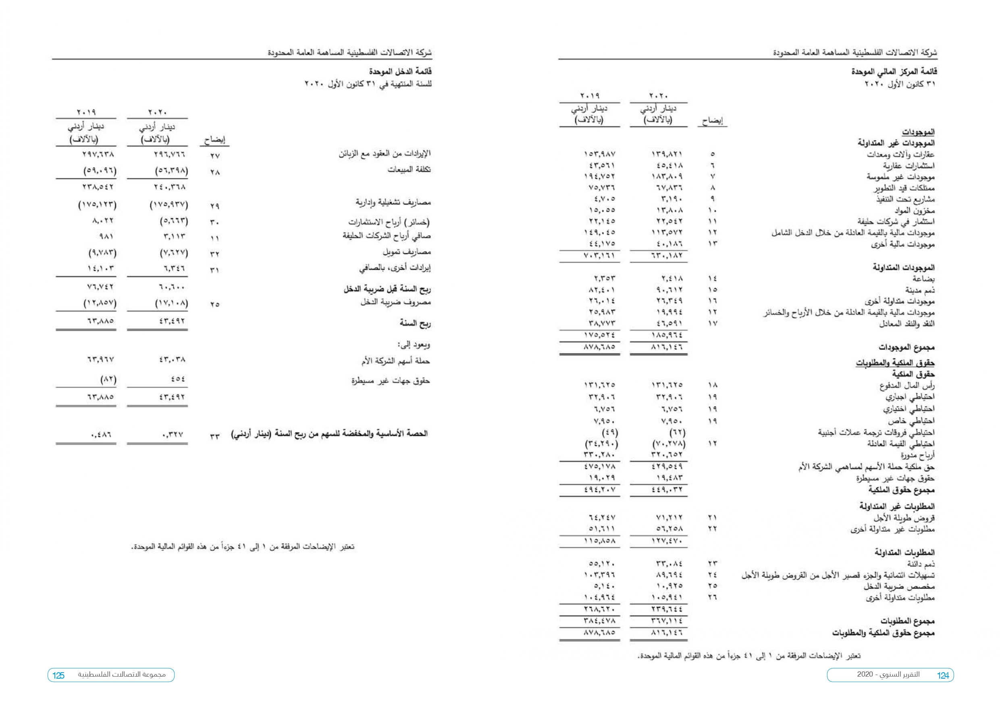 شركة الاتصالات الفلسطينية المساهمة العامة المحدودة
قائمة المركز المالي الموحدة
٣١ كانون الأول ٢٠٢٠
٢٠٢٠ ٢٠١٩
دينار أردني دينار أردني
إيضاح (بالآلاف) (بالآلاف)
الموجودات
الموجودات غير المتداولة
عقارات وآلات ومعدات ٥ ١٣٩,٨٢١ ١٥٣,٩٨٧
استثمارات عقارية ٦ ٤٥,٤١٨ ٤٣,٥٦١
موجودات غير ملموسة ٧ ١٨٣,٨٠٩ ١٩٤,٧٥٢
ممتلكات قيد التطوير ٨ ٦٧,٨٣٦ ٧٥,٧٣٦
مشاريع تحت التنفيذ ٩ ٣,١٩٠ ٤,٧٠٥
مخزون المواد ١٠ ١٣,٨٠٨ ١٥,٠٥٥
استثمار في شركات حليفة ١١ ٢٢,٥٤٢ ٢٢,١٤٥
موجودات مالية بالقيمة العادلة من خلال الدخل الشامل ١٢ ١١٣,٥٧٢ ١٤٩,٠٤٥
موجودات مالية أخرى ١٣ ٤٠,١٨٦ ٤٤,١٧٥
٦٣٠,١٨٢ ٧٠٣,١٦١
الموجودات المتداولة
بضاعة ١٤ ٢,٤١٨ ٢,٣٥٣
ذمم مدينة ١٥ ٩٠,٦١٢ ٨٢,٤٠١
موجودات متداولة أخرى ١٦ ٢٦,٣٤٩ ٢٦,٠١٤
موجودات مالية بالقيمة العادلة من خلال الأرباح والخسائر ١٢ ١٩,٩٩٤ ٢٥,٩٨٣
النقد والنقد المعادل ١٧ ٤٦,٥٩١ ٣٨,٧٧٣
١٨٥,٩٦٤ ١٧٥,٥٢٤
مجموع الموجودات ٨١٦,١٤٦ ٨٧٨,٦٨٥
حقوق الملكية والمطلوبات
حقوق الملكية
رأس المال المدفوع ١٨ ١٣١,٦٢٥ ١٣١,٦٢٥
احتياطي اجباري ١٩ ٣٢,٩٠٦ ٣٢,٩٠٦
احتياطي اختياري ١٩ ٦,٧٥٦ ٦,٧٥٦
احتياطي خاص ١٩ ٧,٩٥٠ ٧,٩٥٠
احتياطي فروقات ترجمة عملات أجنبية (٦٢) (٤٩)
احتياطي القيمة العادلة ١٢ (٧٠,٢٧٨) (٣٤,٢٩٠)
أرباح مدورة ٣٢٠,٦٥٢ ٣٣٠,٢٨٠
حق ملكية حملة الأسهم لمساهمي الشركة الأم ٤٢٩,٥٤٩ ٤٧٥,١٧٨
حقوق جهات غير مسيطرة ١٩,٤٨٣ ١٩,٠٢٩
مجموع حقوق الملكية ٤٤٩,٠٣٢ ٤٩٤,٢٠٧
المطلوبات غير المتداولة
قروض طويلة الأجل ٢١ ٧١,٢١٢ ٦٤,٢٤٧
مطلوبات غير متداولة أخرى ٢٢ ٥٦,٢٥٨ ٥١,٦١١
١٢٧,٤٧٠ ١١٥,٨٥٨
المطلوبات المتداولة
ذمم دائنة ٢٣ ٣٣,٠٨٤ ٥٥,١٢٠
تسهيلات ائتمانية والجزء قصير الأجل من القروض طويلة الأجل ٢٤ ٨٩,٦٩٤ ١٠٣,٣٩٦
مخصص ضريبة الدخل ٢٥ ١٠,٩٢٥ ٥,١٤٠
مطلوبات متداولة أخرى ٢٦ ١٠٥,٩٤١ ١٠٤,٩٦٤
٢٣٩,٦٤٤ ٢٦٨,٦٢٠
مجموع المطلوبات ٣٦٧,١١٤ ٣٨٤,٤٧٨
مجموع حقوق الملكية والمطلوبات ٨١٦,١٤٦ ٨٧٨,٦٨٥
تعتبر الإيضاحات المرفقة من ١ إلى ٤١ جزءاً من هذه القوائم المالية الموحدة.
124 التقرير السنوي - 2020
شركة الاتصالات الفلسطينية المساهمة العامة المحدودة
قائمة الدخل الموحدة
للسنة المنتهية في ٣١ كانون الأول ٢٠٢٠
٢٠٢٠ ٢٠١٩
دينار أردني دينار أردني
إيضاح (بالآلاف) (بالآلاف)
الإيرادات من العقود مع الزبائن ٢٧ ٢٩٦,٧٦٦ ٢٩٧,٦٣٨
تكلفة المبيعات ٢٨ (٥٦,٣٩٨) (٥٩,٠٩٦)
٢٤٠,٣٦٨ ٢٣٨,٥٤٢
مصاريف تشغيلية وإدارية ٢٩ (١٧٥,٩٣٧) (١٧٥,١٢٣)
(خسائر) أرباح الاستثمارات ٣٠ (٥,٦٦٣) ٨,٠٢٢
صافي أرباح الشركات الحليفة ١١ ٣,١١٣ ٩٨١
مصاريف تمويل ٣٢ (٧,٦٢٧) (٩,٧٨٣)
إيرادات أخرى، بالصافي ٣١ ٦,٣٤٦ ١٤,١٠٣
ربح السنة قبل ضريبة الدخل ٦٠,٦٠٠ ٧٦,٧٤٢
مصروف ضريبة الدخل ٢٥ (١٧,١٠٨) (١٢,٨٥٧)
ربح السنة ٤٣,٤٩٢ ٦٣,٨٨٥
ويعود إلى:
حملة أسهم الشركة الأم ٤٣,٠٣٨ ٦٣,٩٦٧
حقوق جهات غير مسيطرة ٤٥٤ (٨٢)
٤٣,٤٩٢ ٦٣,٨٨٥
الحصة الأساسية والمخفضة للسهم من ربح السنة (دينار أردني) ٣٣ ٠,٣٢٧ ٠,٤٨٦
تعتبر الإيضاحات المرفقة من ١ إلى ٤١ جزءاً من هذه القوائم المالية الموحدة.
مجموعة الاتصالات الفلسطينية 125